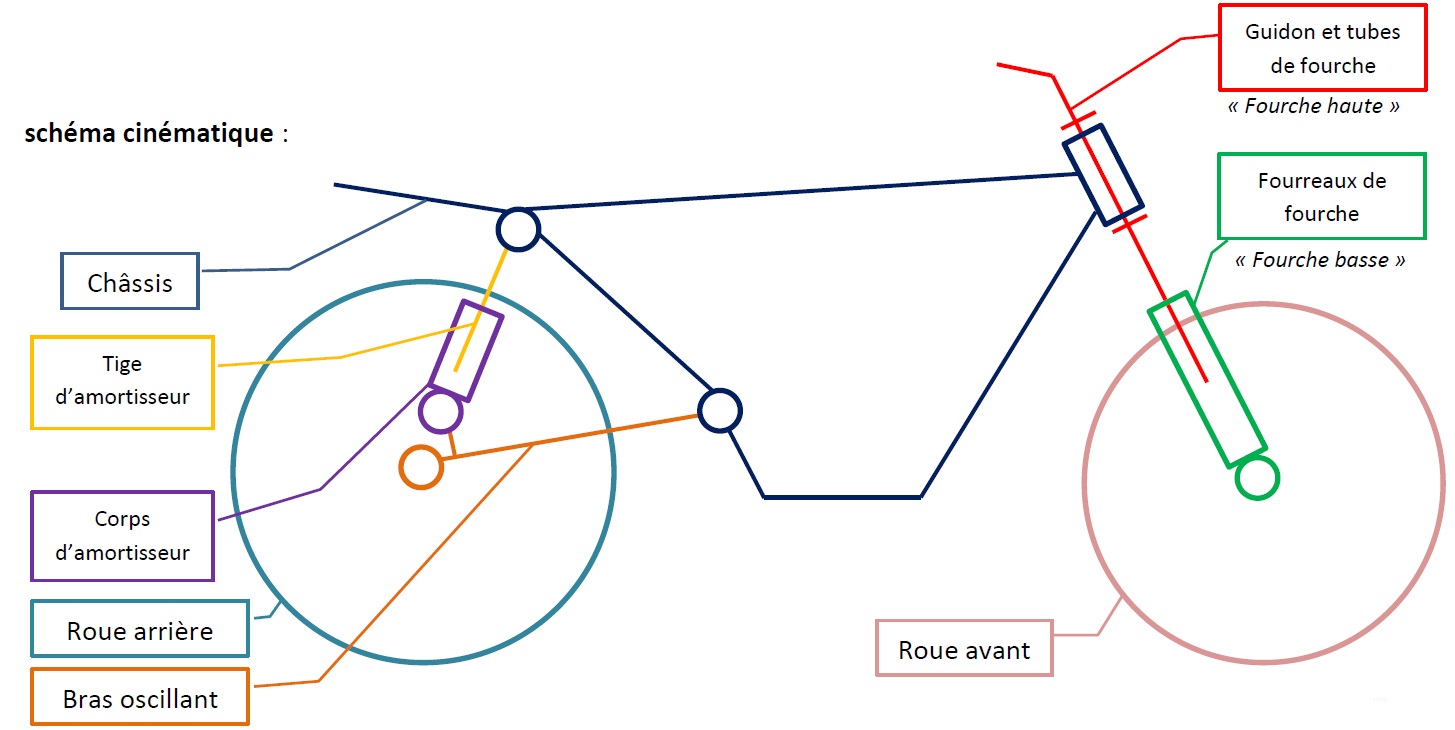 Guidon et tubes
de fourche
« Fourche haute »
schéma cinématique :
Fourreaux de
fourche
« Fourche basse »
Châssis
Tige
d’amortisseur
Corps
d’amortisseur
Roue arrière
Roue avant
Bras oscillant